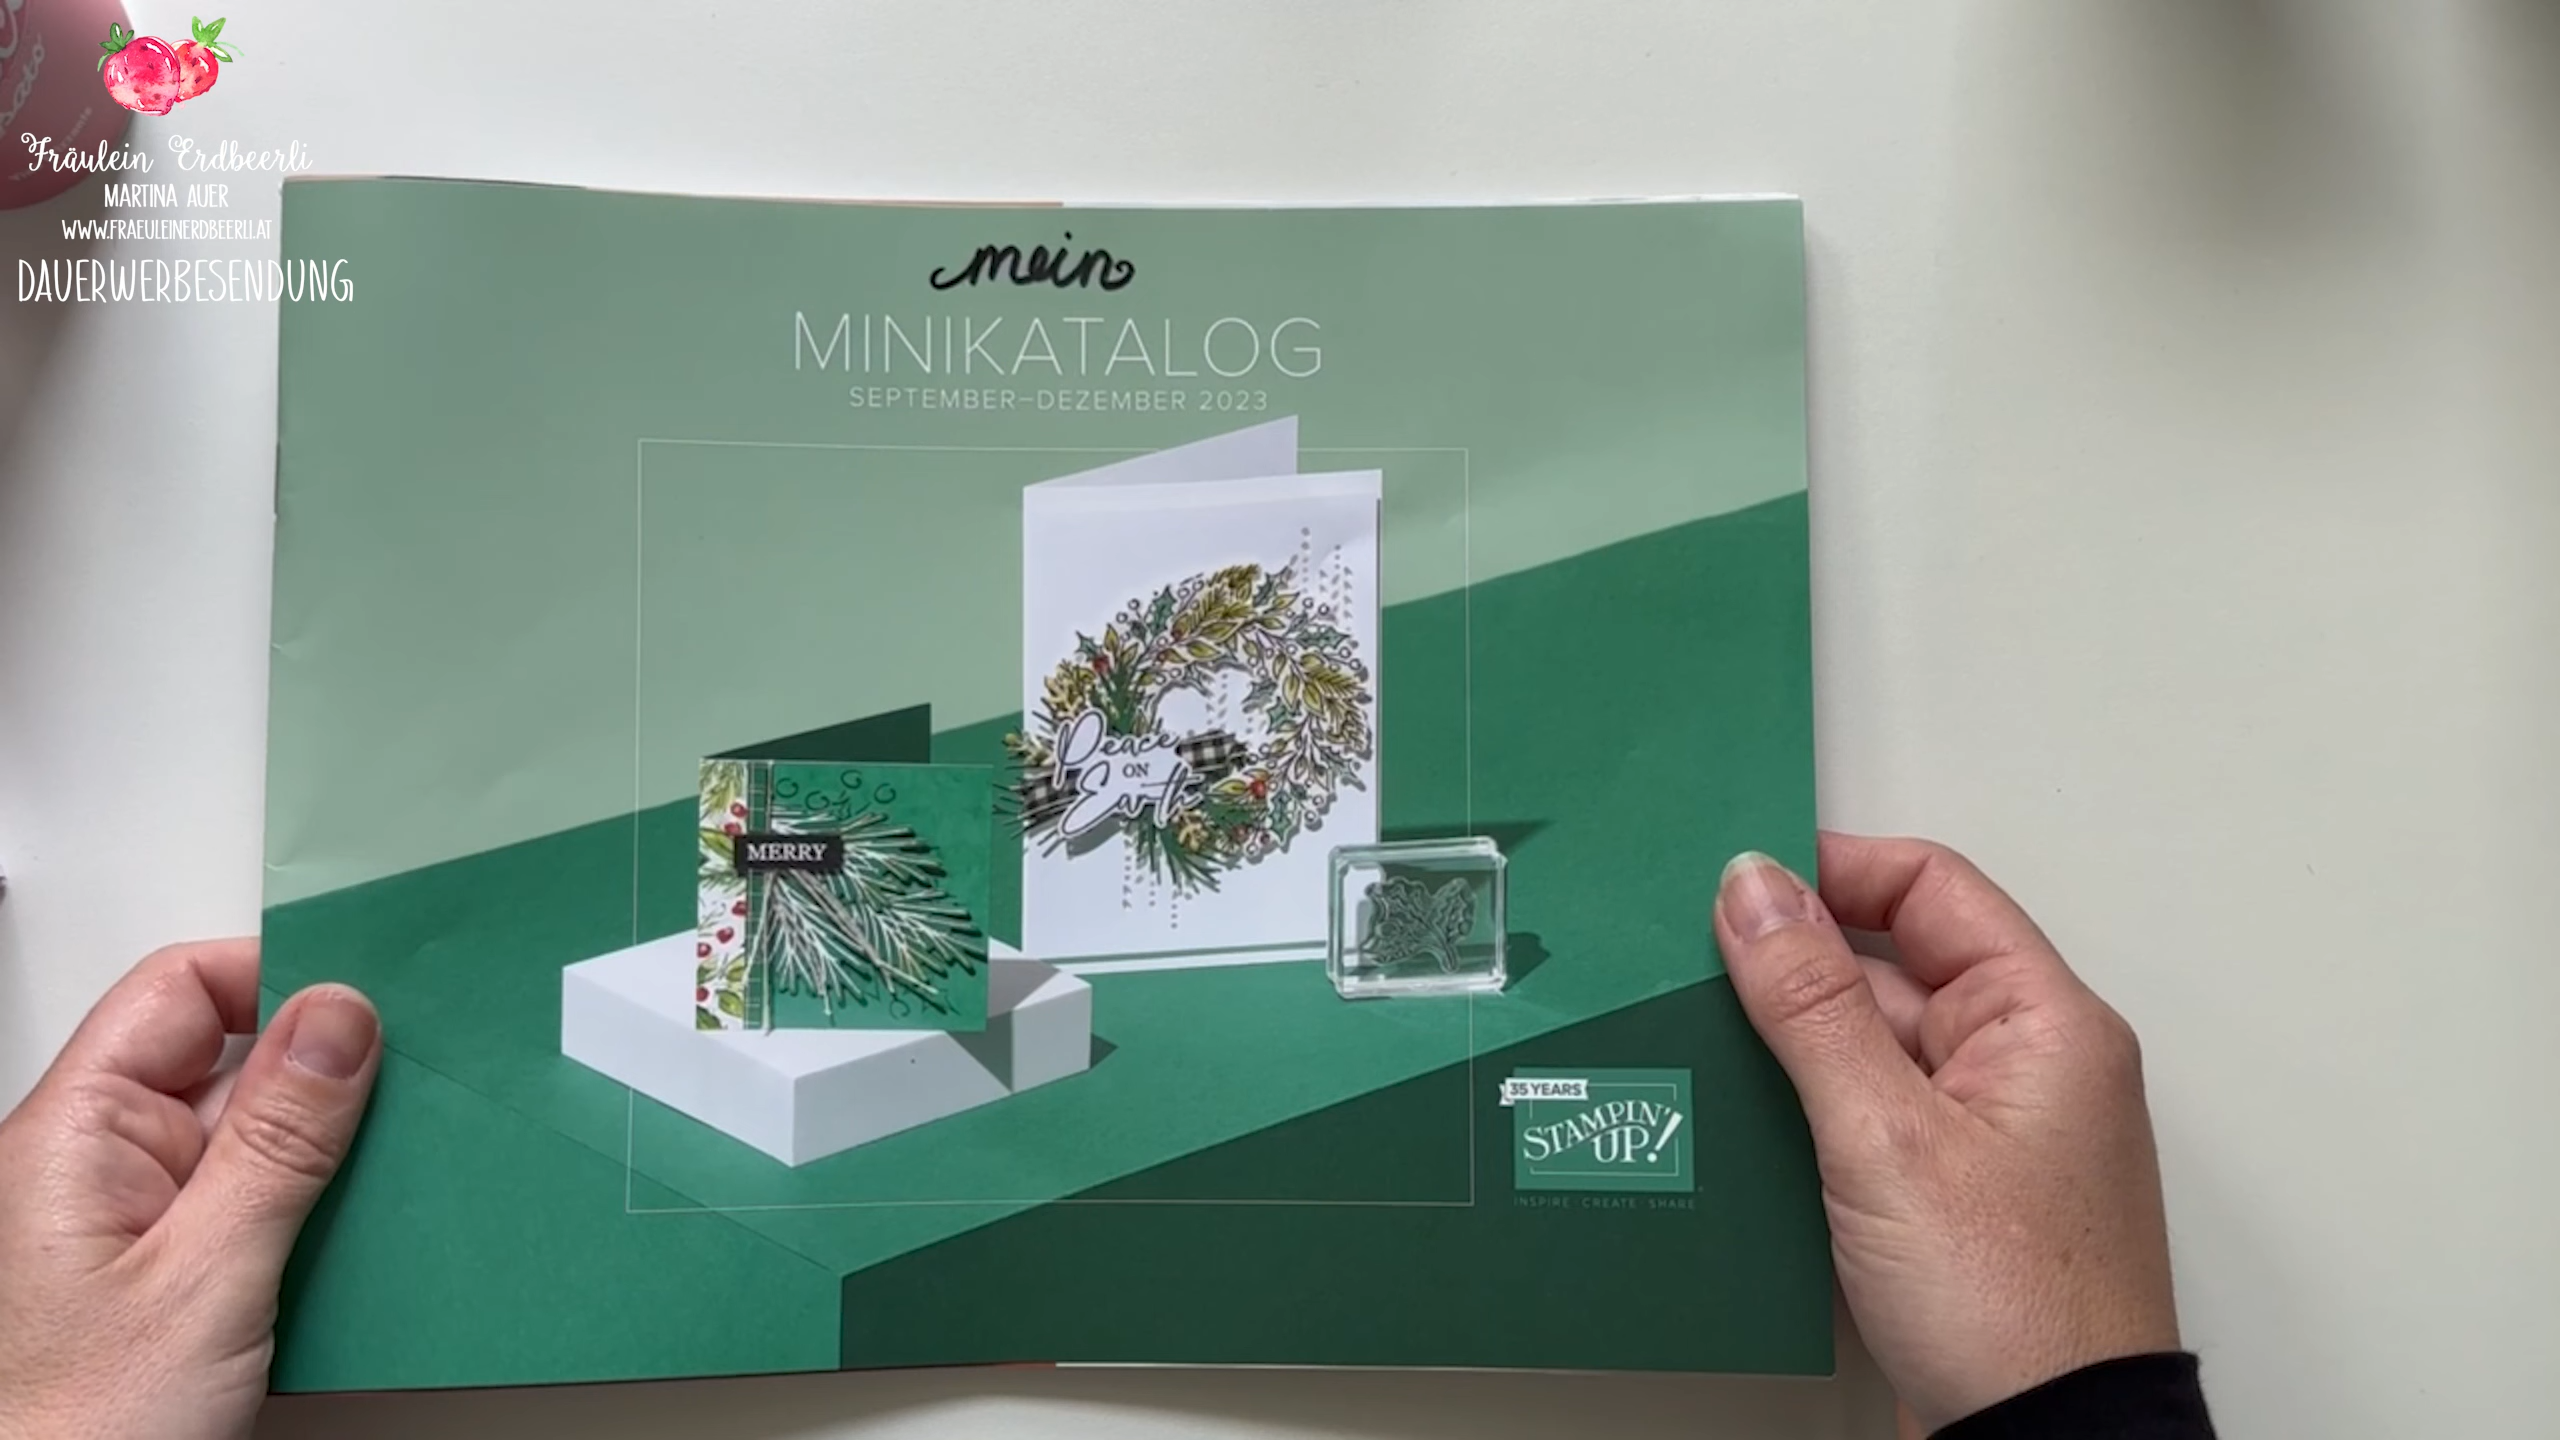 Fräulein Erdbeerli
MARTINA AUER
WWW.FRAEULEINERDBEERLI.AT
DAUERWERBESENDUNG
mein
MINIKATALOG
SEPTEMBER–DEZEMBER 2023
Peace
ON
Earth
MERRY
35 YEARS
STAMPIN'
UP!
INSPIRE · CREATE · SHARE